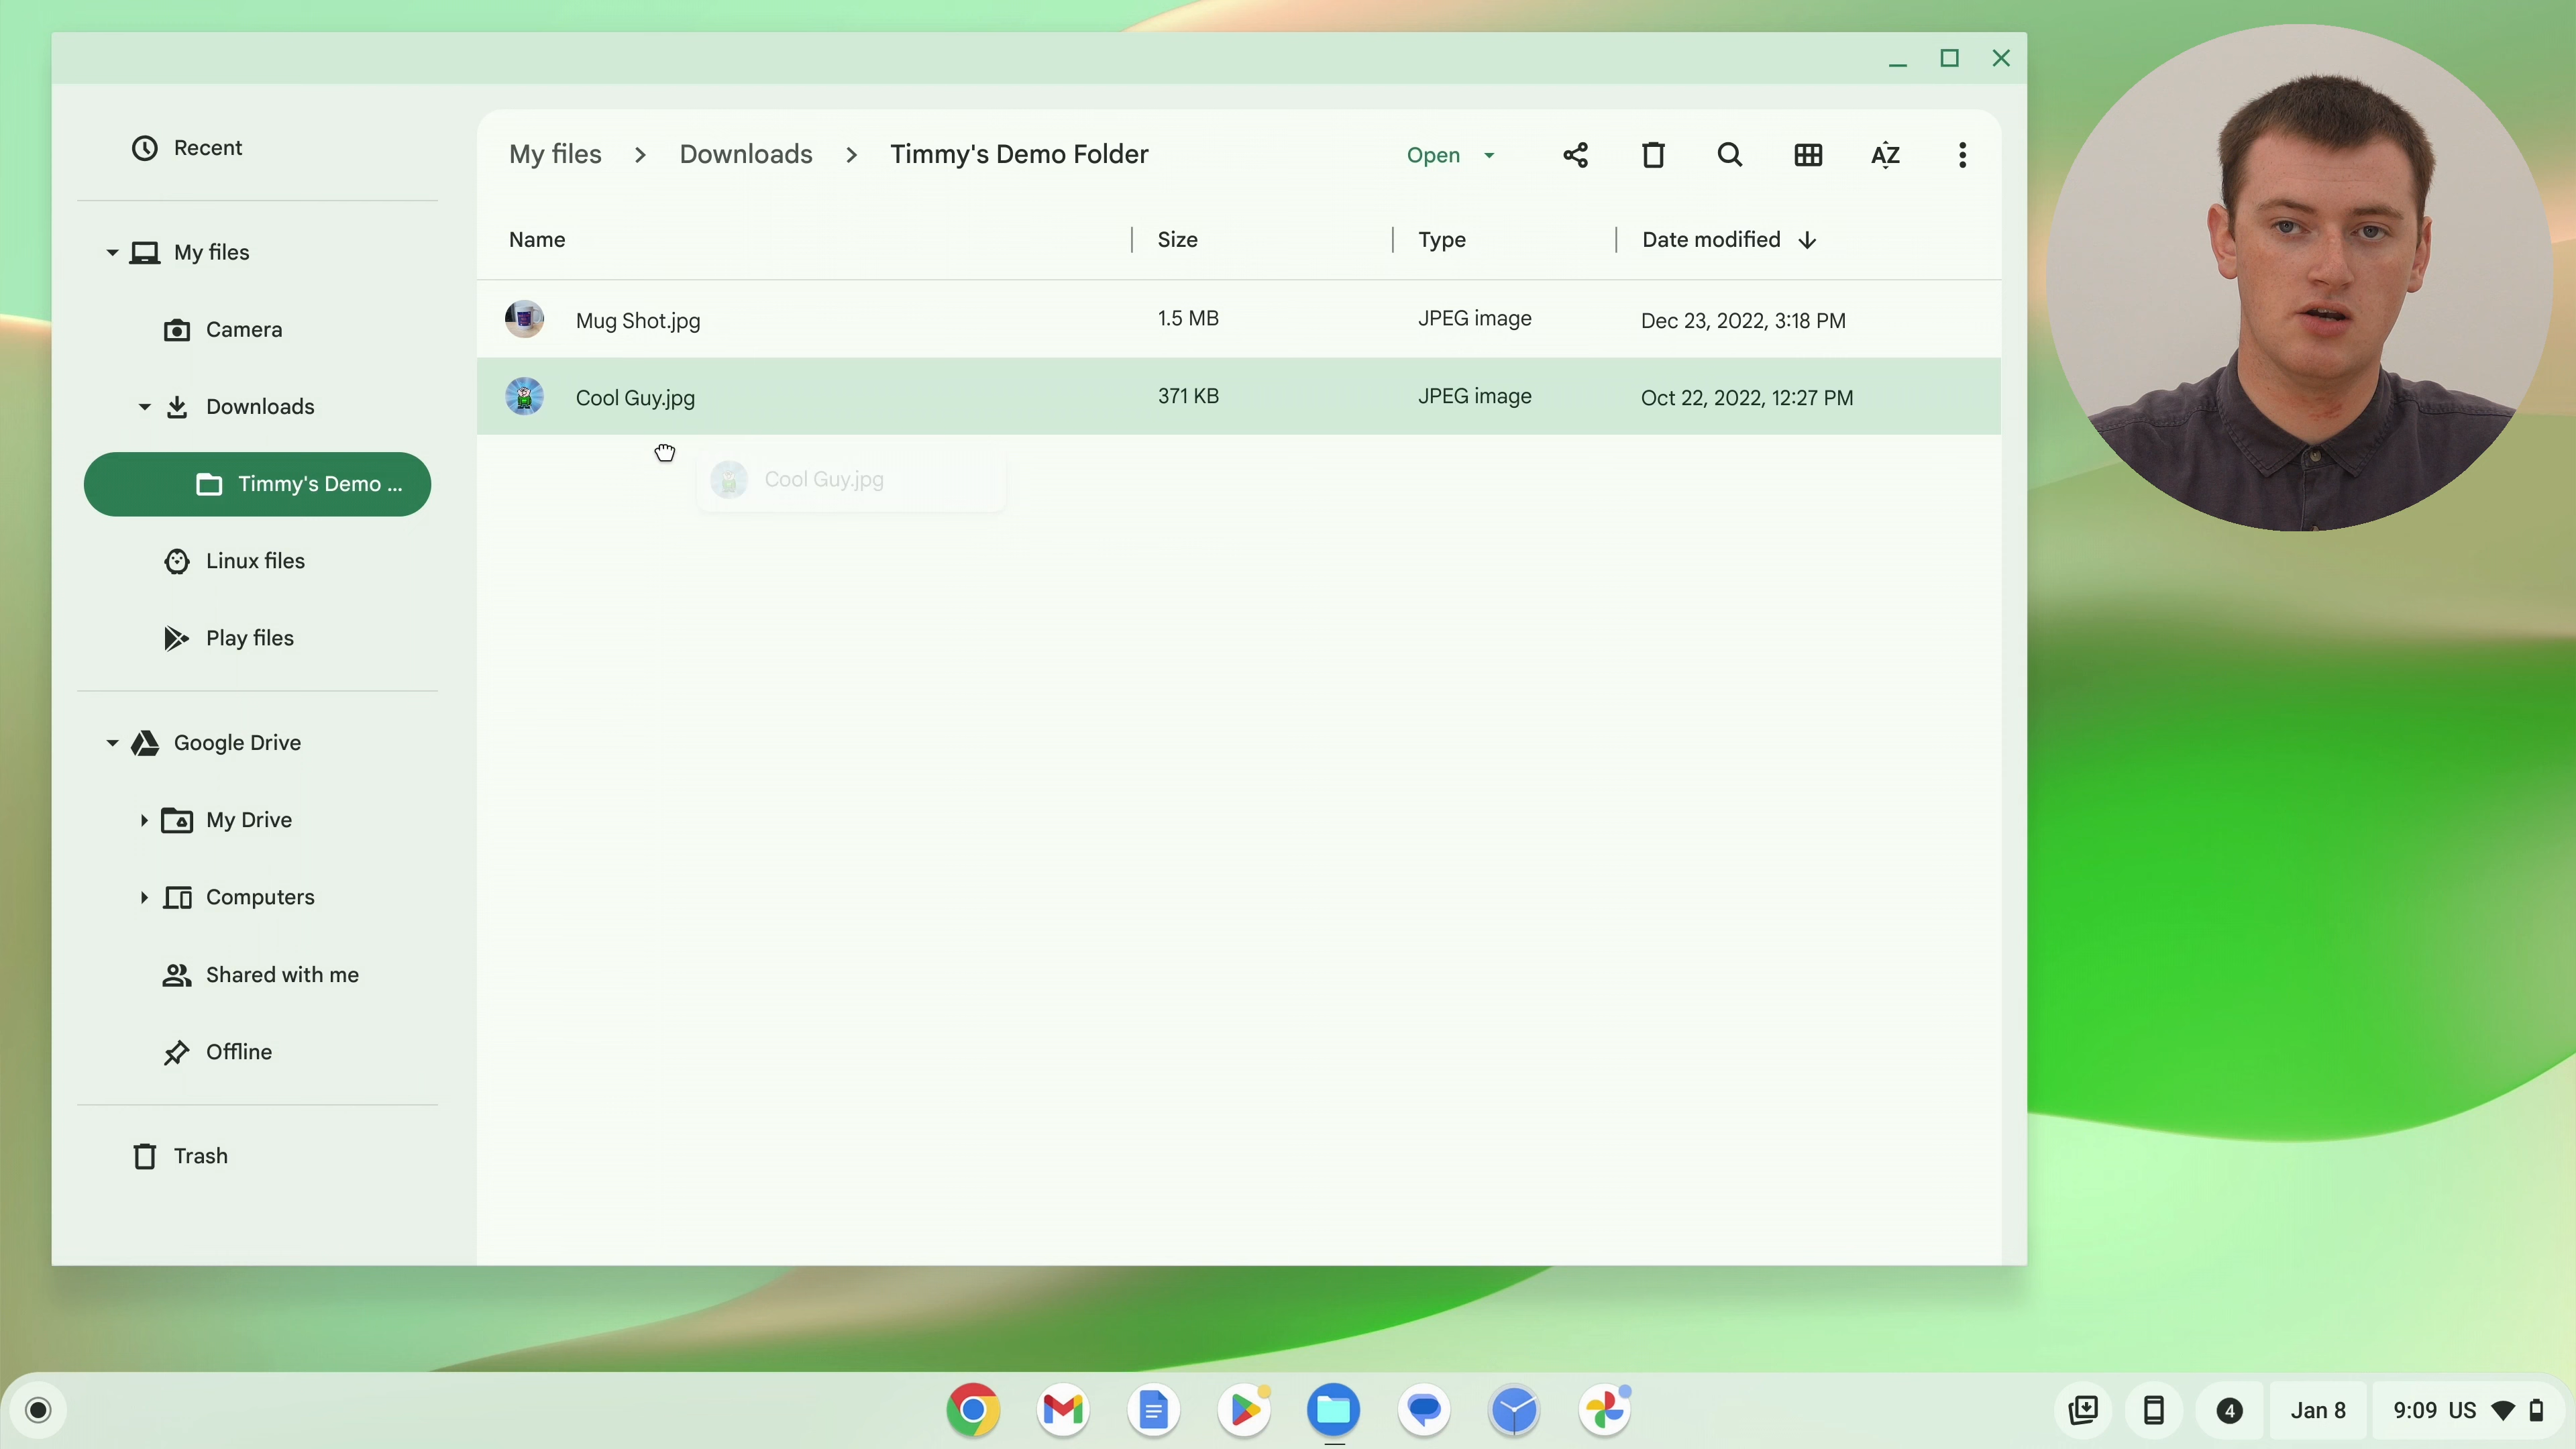 Recent
My files
Camera
Downloads
Timmy's Demo ...
Linux files
Play files
Google Drive
My Drive
Computers
Shared with me
Offline
Trash
My files > Downloads > Timmy's Demo Folder
Open
AZ
Name Size Type Date modified
Mug Shot.jpg 1.5 MB JPEG image Dec 23, 2022, 3:18 PM
Cool Guy.jpg 371 KB JPEG image Oct 22, 2022, 12:27 PM
Cool Guy.jpg
4 Jan 8 9:09 US